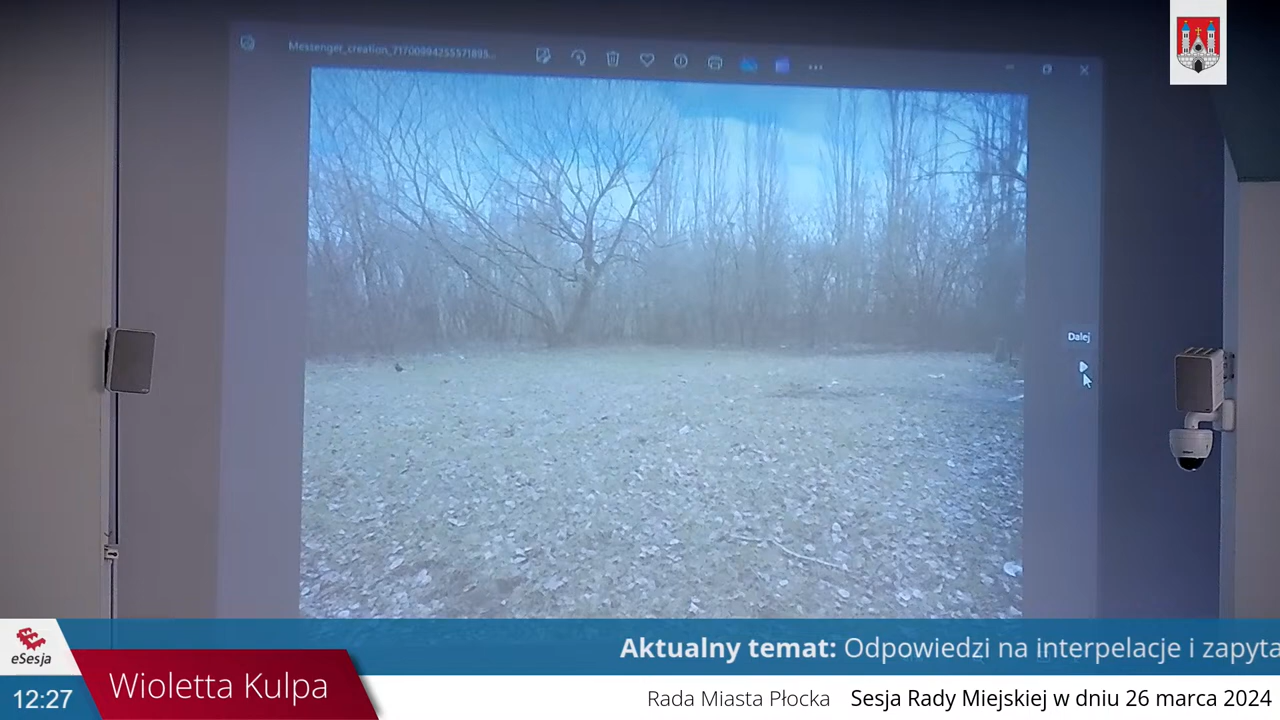 Dalej
Aktualny temat: Odpowiedzi na interpelacje i zapyta
eSesja
Wioletta Kulpa
12:27
Rada Miasta Płocka Sesja Rady Miejskiej w dniu 26 marca 2024